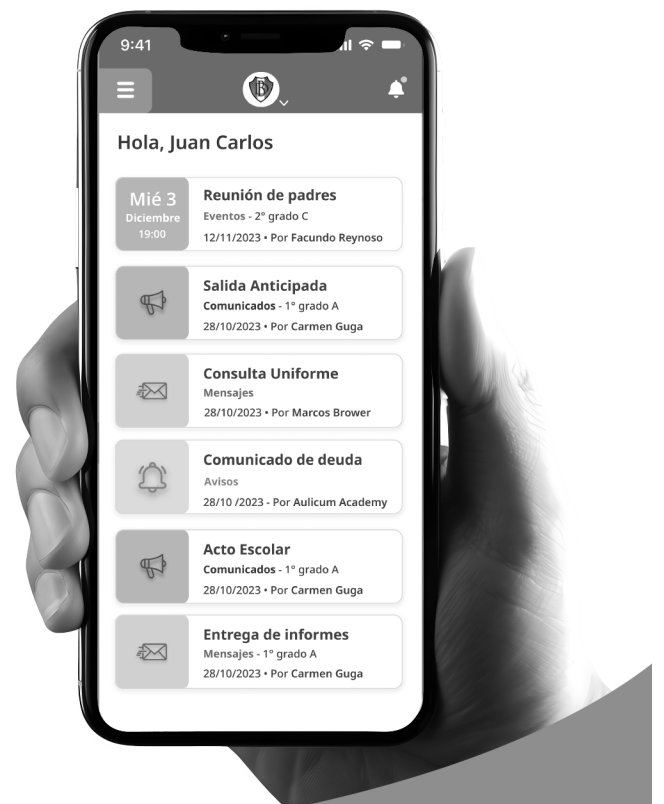 9:41
Hola, Juan Carlos
Mié 3
Diciembre
19:00
Reunión de padres
Eventos - 2° grado C
12/11/2023 • Por Facundo Reynoso
Salida Anticipada
Comunicados - 1° grado A
28/10/2023 • Por Carmen Guga
Consulta Uniforme
Mensajes
28/10/2023 • Por Marcos Brower
Comunicado de deuda
Avisos
28/10 /2023 - Por Aulicum Academy
Acto Escolar
Comunicados - 1° grado A
28/10/2023 • Por Carmen Guga
Entrega de informes
Mensajes - 1° grado A
28/10/2023 • Por Carmen Guga